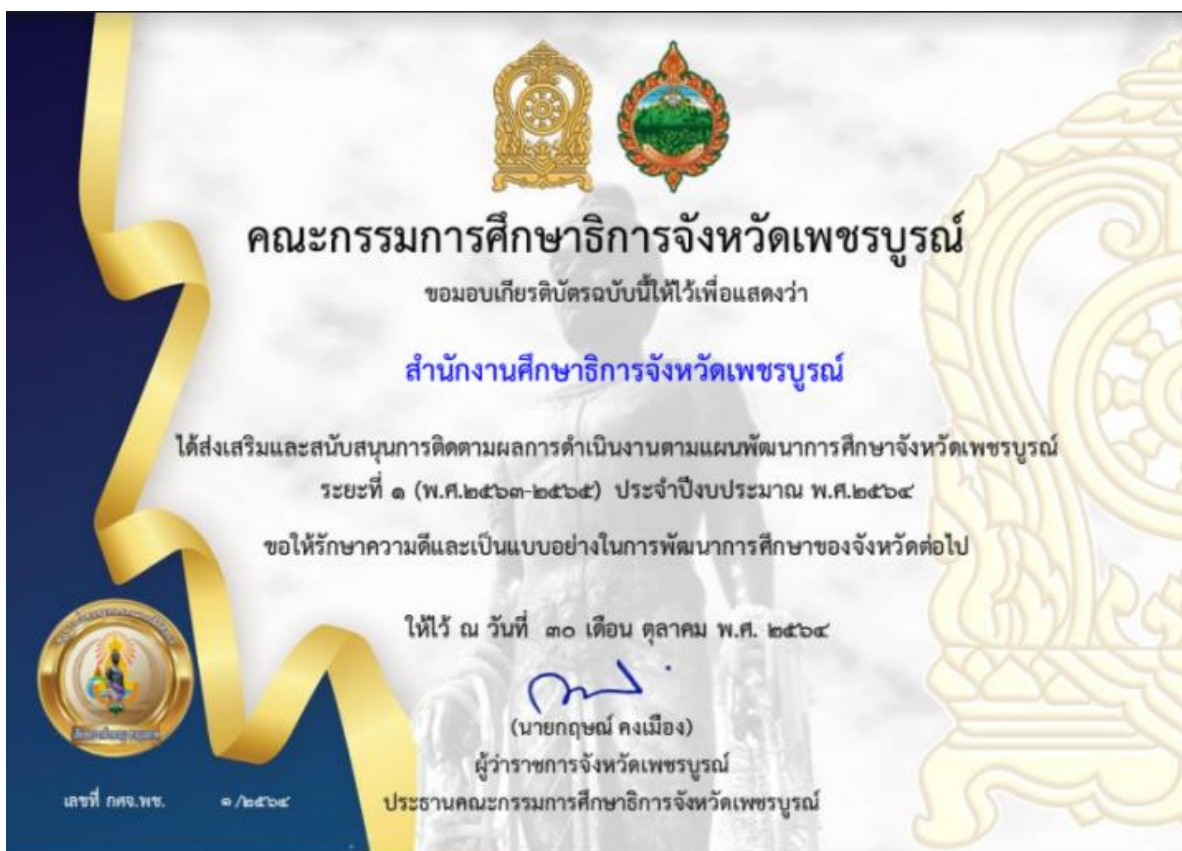 คณะกรรมการศึกษาธิการจังหวัดเพชรบูรณ์
ขอมอบเกียรติบัตรฉบับนี้ให้ไว้เพื่อแสดงว่า
สำนักงานศึกษาธิการจังหวัดเพชรบูรณ์
ได้ส่งเสริมและสนับสนุนการติดตามผลการดำเนินงานตามแผนพัฒนาการศึกษาจังหวัดเพชรบูรณ์
ระยะที่ ๑ (พ.ศ.๒๕๖๓-๒๕๖๕) ประจำปีงบประมาณ พ.ศ.๒๕๖๔
ขอให้รักษาความดีและเป็นแบบอย่างในการพัฒนาการศึกษาของจังหวัดต่อไป
ให้ไว้ ณ วันที่ ๓๐ เดือน ตุลาคม พ.ศ. ๒๕๖๔
(นายกฤษณ์ คงเมือง)
ผู้ว่าราชการจังหวัดเพชรบูรณ์
ประธานคณะกรรมการศึกษาธิการจังหวัดเพชรบูรณ์
เลขที่ กศจ.พช. ๑/๒๕๖๔